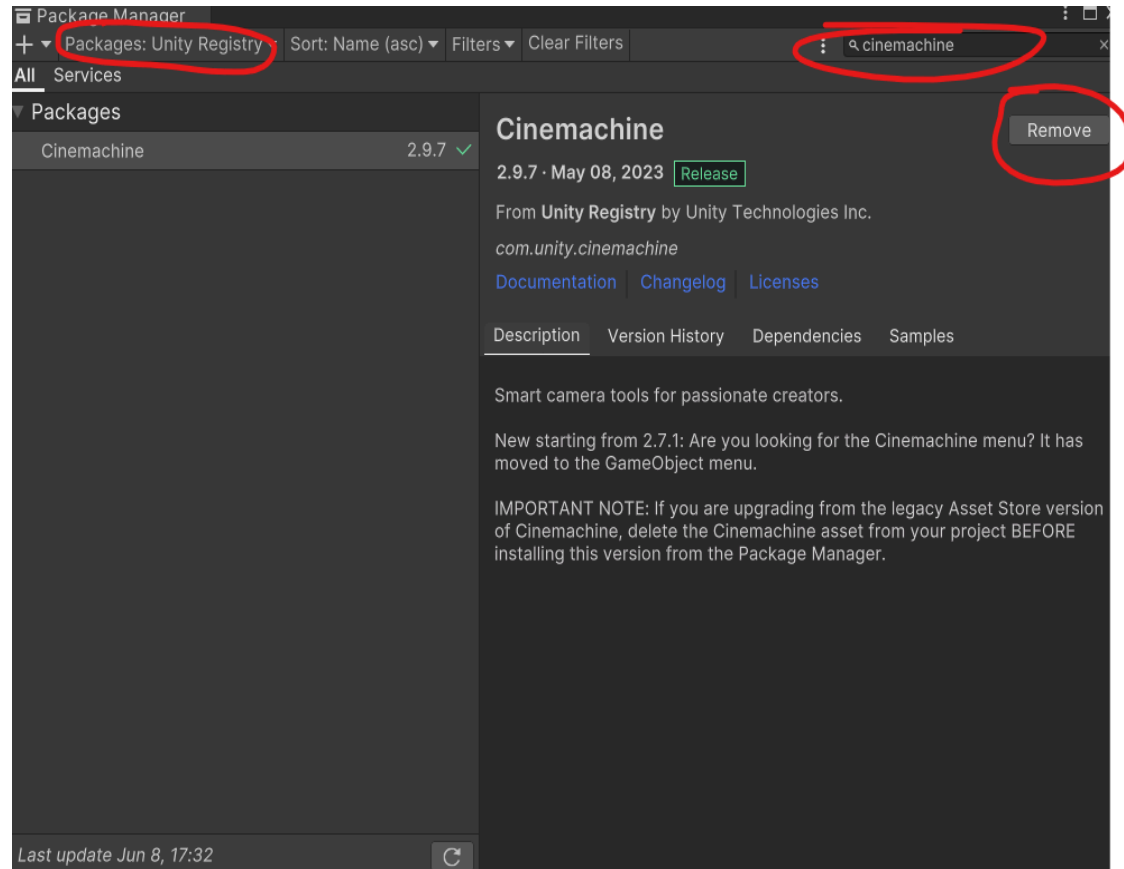 Package Manager
Packages: Unity Registry Sort: Name (asc) Filters Clear Filters cinemachine
All Services
Packages
Cinemachine 2.9.7
Cinemachine
Remove
2.9.7 · May 08, 2023 Release
From Unity Registry by Unity Technologies Inc.
com.unity.cinemachine
Documentation Changelog Licenses
Description Version History Dependencies Samples
Smart camera tools for passionate creators.
New starting from 2.7.1: Are you looking for the Cinemachine menu? It has
moved to the GameObject menu.
IMPORTANT NOTE: If you are upgrading from the legacy Asset Store version
of Cinemachine, delete the Cinemachine asset from your project BEFORE
installing this version from the Package Manager.
Last update Jun 8, 17:32